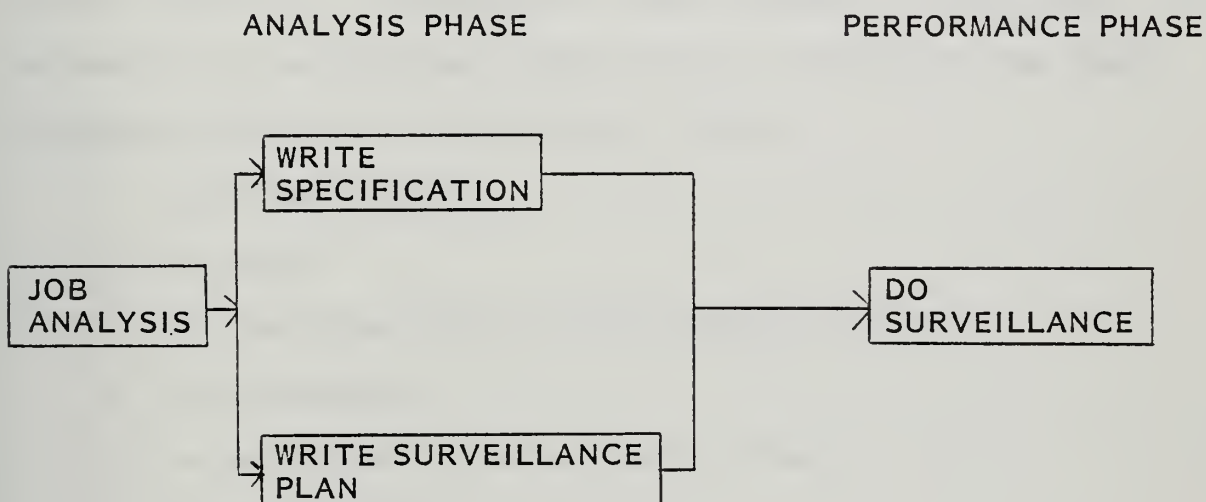 ANALYSIS PHASE
PERFORMANCE PHASE
WRITE
SPECIFICATION
JOB
ANALYSIS
DO
SURVEILLANCE
WRITE SURVEILLANCE
PLAN